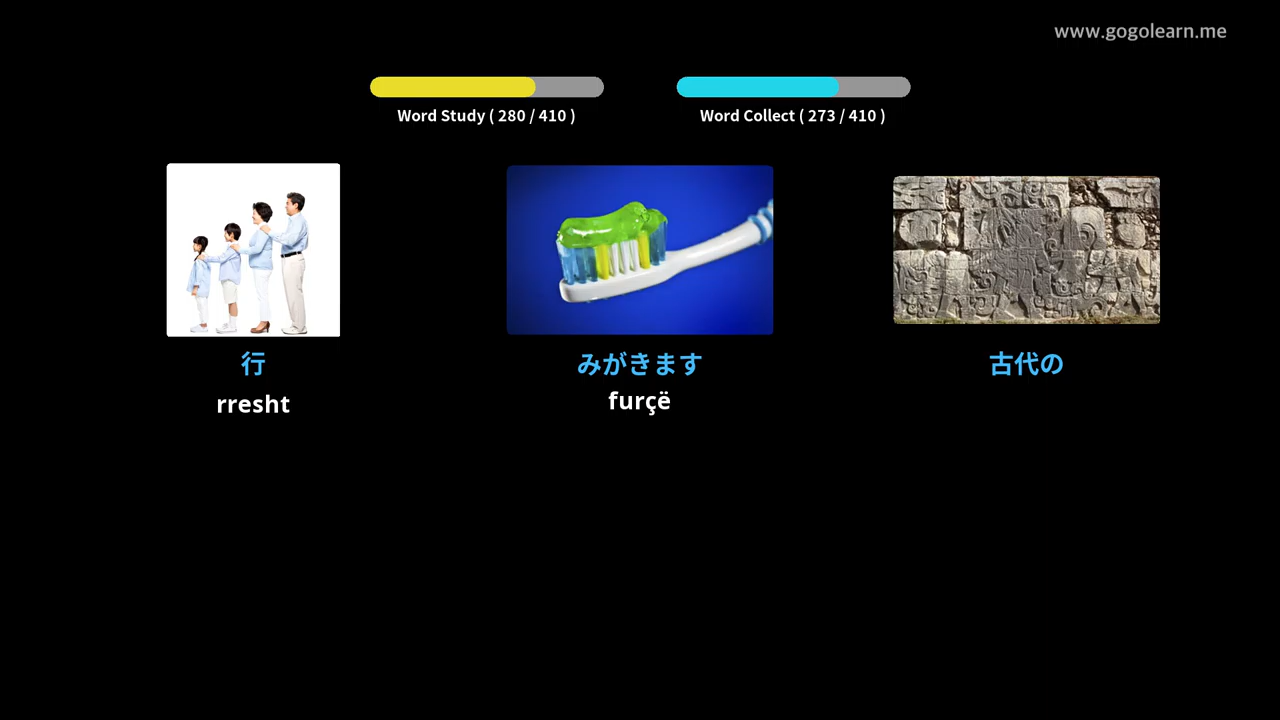 www.gogolearn.me
Word Study ( 280 / 410 )
Word Collect ( 273 / 410 )
行
みがきます
古代の
rresht
furçë